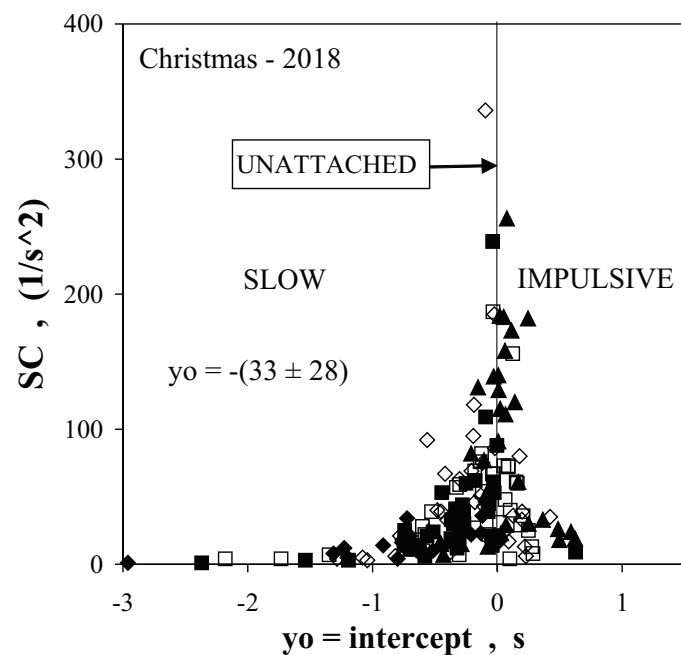 400
Christmas - 2018
300
UNATTACHED
200
SLOW
IMPULSIVE
yo = -(33 ± 28)
100
0
-3
-2
-1
0
1
SC , (1/s^2)
yo = intercept , s